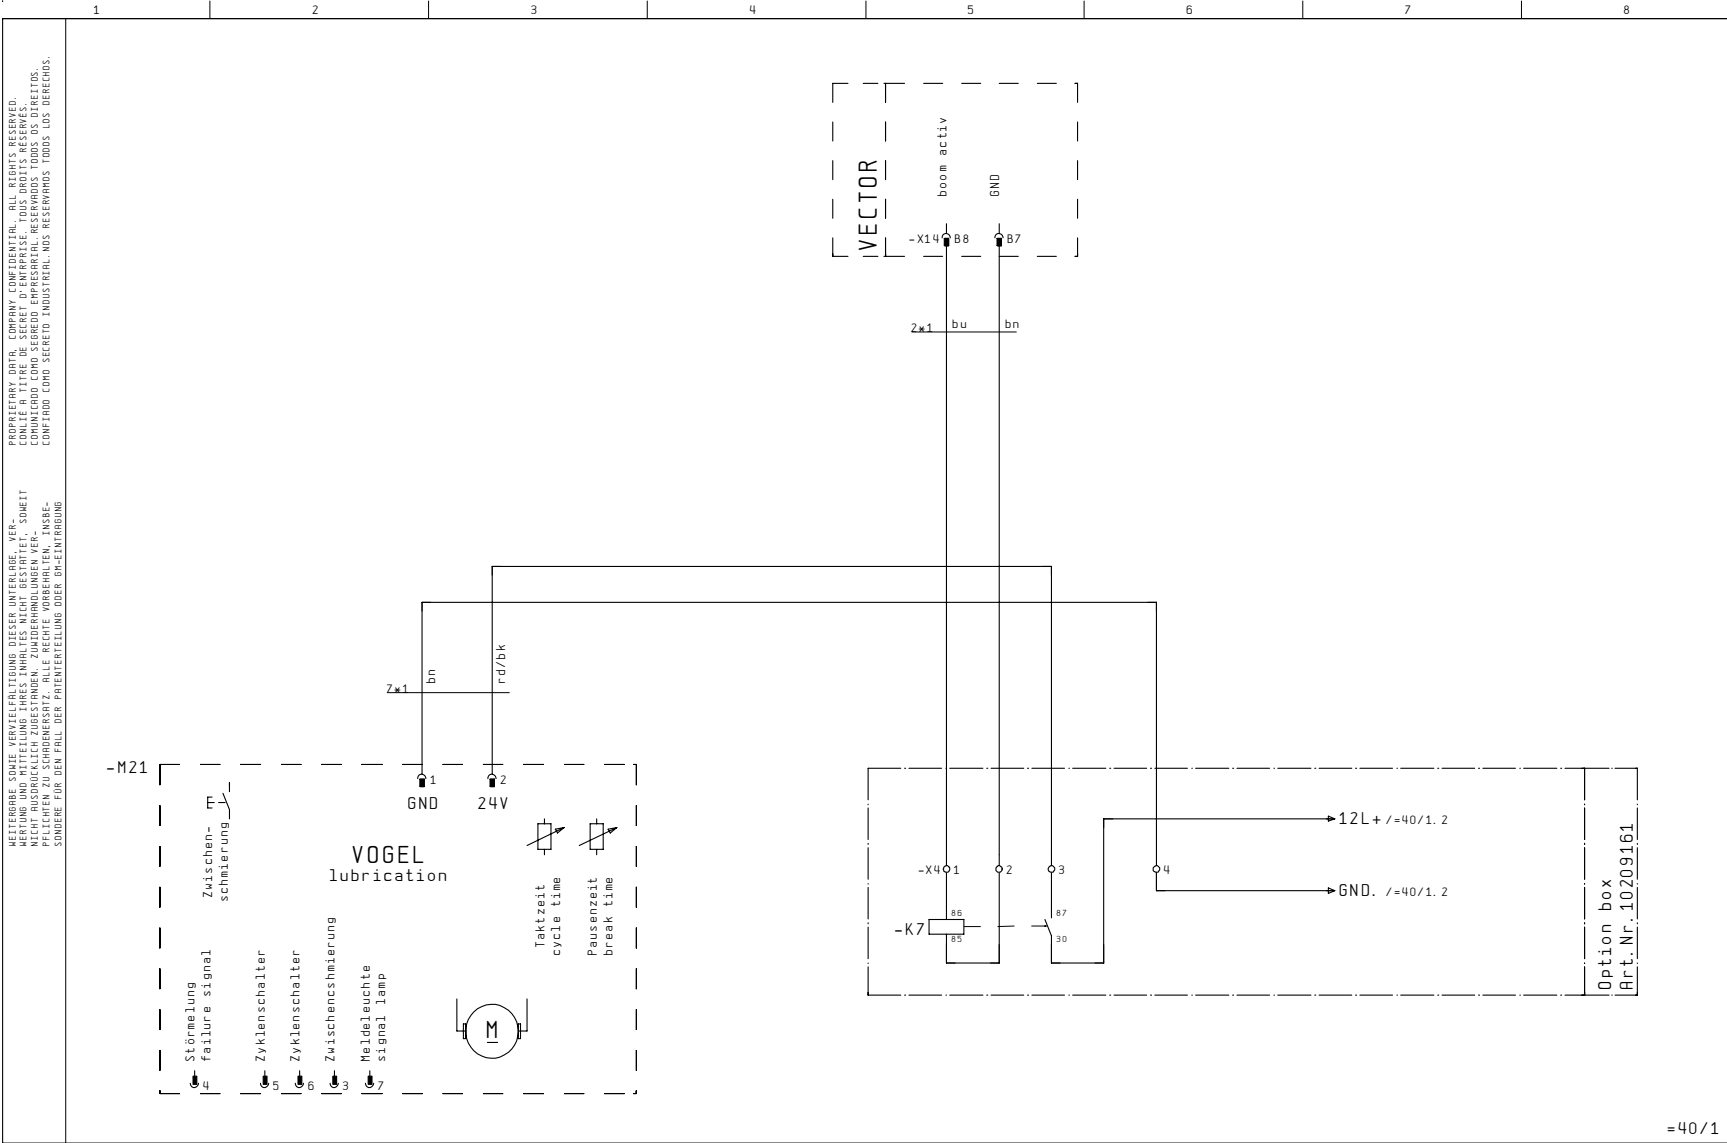 1 2 3 4 5 6 7 8
PROPRIETARY DATA, COMPANY CONFIDENTIAL. ALL RIGHTS RESERVED.
CONFIÉ A TITRE DE SECRET D'ENTRPRISE. TOUS DROITS RÉSERVÉS.
COMUNICADO COMO SEGREDO EMPRESARIAL. RESERVADOS TODOS OS DIREITOS.
CONFIADO COMO SECRETO INDUSTRIAL. NOS RESERVAMOS TODOS LOS DERECHOS.
WEITERGABE SOWIE VERVIELFÄLTIGUNG DIESER UNTERLAGE, VER-
WERTUNG UND MITTEILUNG IHRES INHALTES NICHT GESTATTET, SOWEIT
NICHT AUSDRÜCKLICH ZUGESTANDEN. ZUWIDERHANDLUNGEN VER-
PFLICHTEN ZU SCHADENERSATZ. ALLE RECHTE VORBEHALTEN, INSBE-
SONDERE FÜR DEN FALL DER PATENTERTEILUNG ODER GM-EINTRAGUNG
VECTOR
boom activ
GND
-X14 B8 B7
2*1 bu bn
Z*1 bn rd/bk
-M21
1 2
GND 24V
Zwischen-
schmierung
VOGEL
lubrication
Taktzeit
cycle time
Pausenzeit
break time
Störmelung
failure signal
Zyklenschalter
Zyklenschalter
Zwischencshmierung
Meldeleuchte
signal lamp
M
4 5 6 3 7
12L+ /=40/1.2
-X4 1 2 3 4
GND. /=40/1.2
-K7
86
85
87
30
Option box
Art.Nr.10209161
=40/1